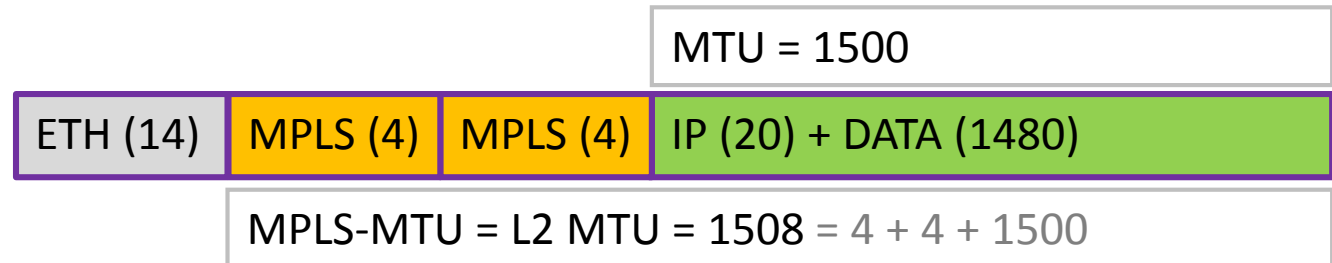 MTU = 1500
ETH (14) MPLS (4) MPLS (4) IP (20) + DATA (1480)
MPLS-MTU = L2 MTU = 1508 = 4 + 4 + 1500